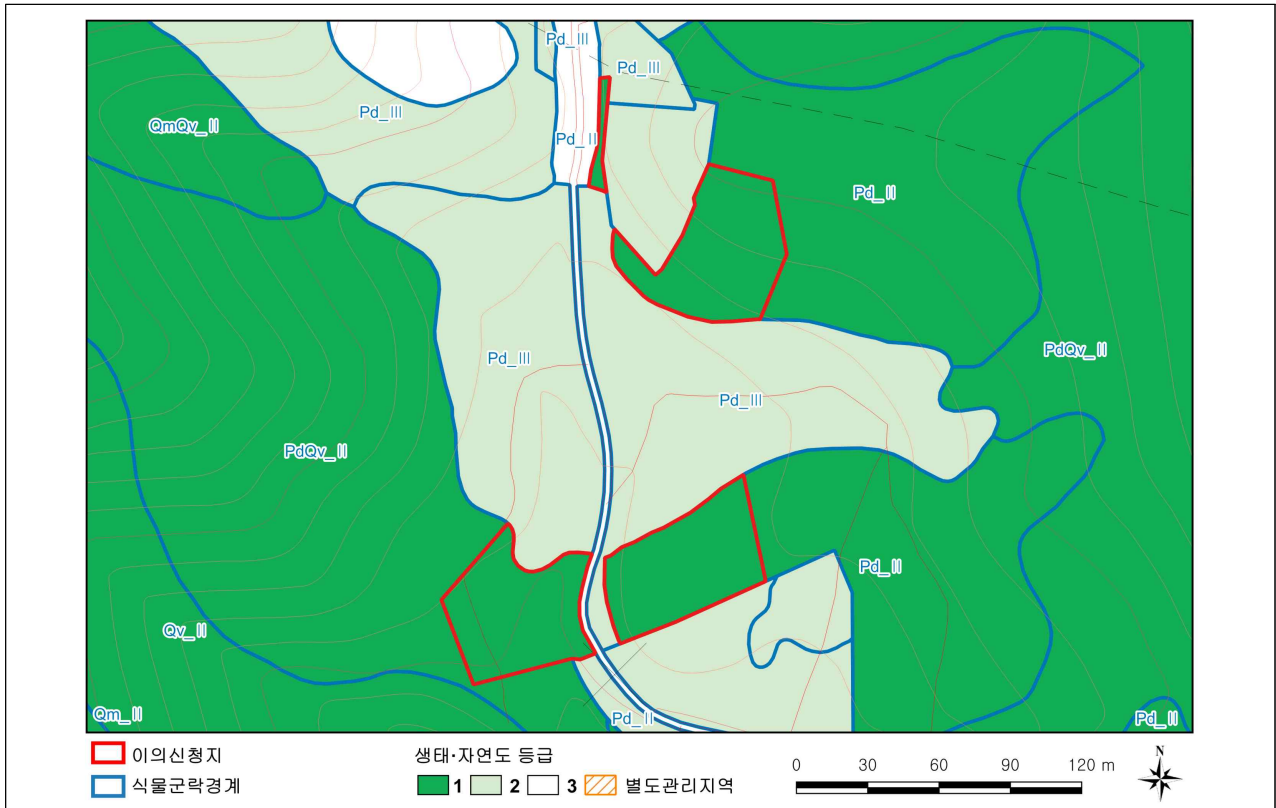 Pd_Ⅲ
Pd_Ⅲ
Pd_Ⅲ
QmQv_Ⅱ
Pd_Ⅱ
Pd_Ⅱ
Pd_Ⅲ
PdQv_Ⅱ
Pd_Ⅲ
PdQv_Ⅱ
Pd_Ⅱ
Qv_Ⅱ
Qm_Ⅱ
Pd_Ⅱ
Pd_Ⅱ
이의신청지
식물군락경계
생태·자연도 등급
1 2 3 별도관리지역
0 30 60 90 120 m
N